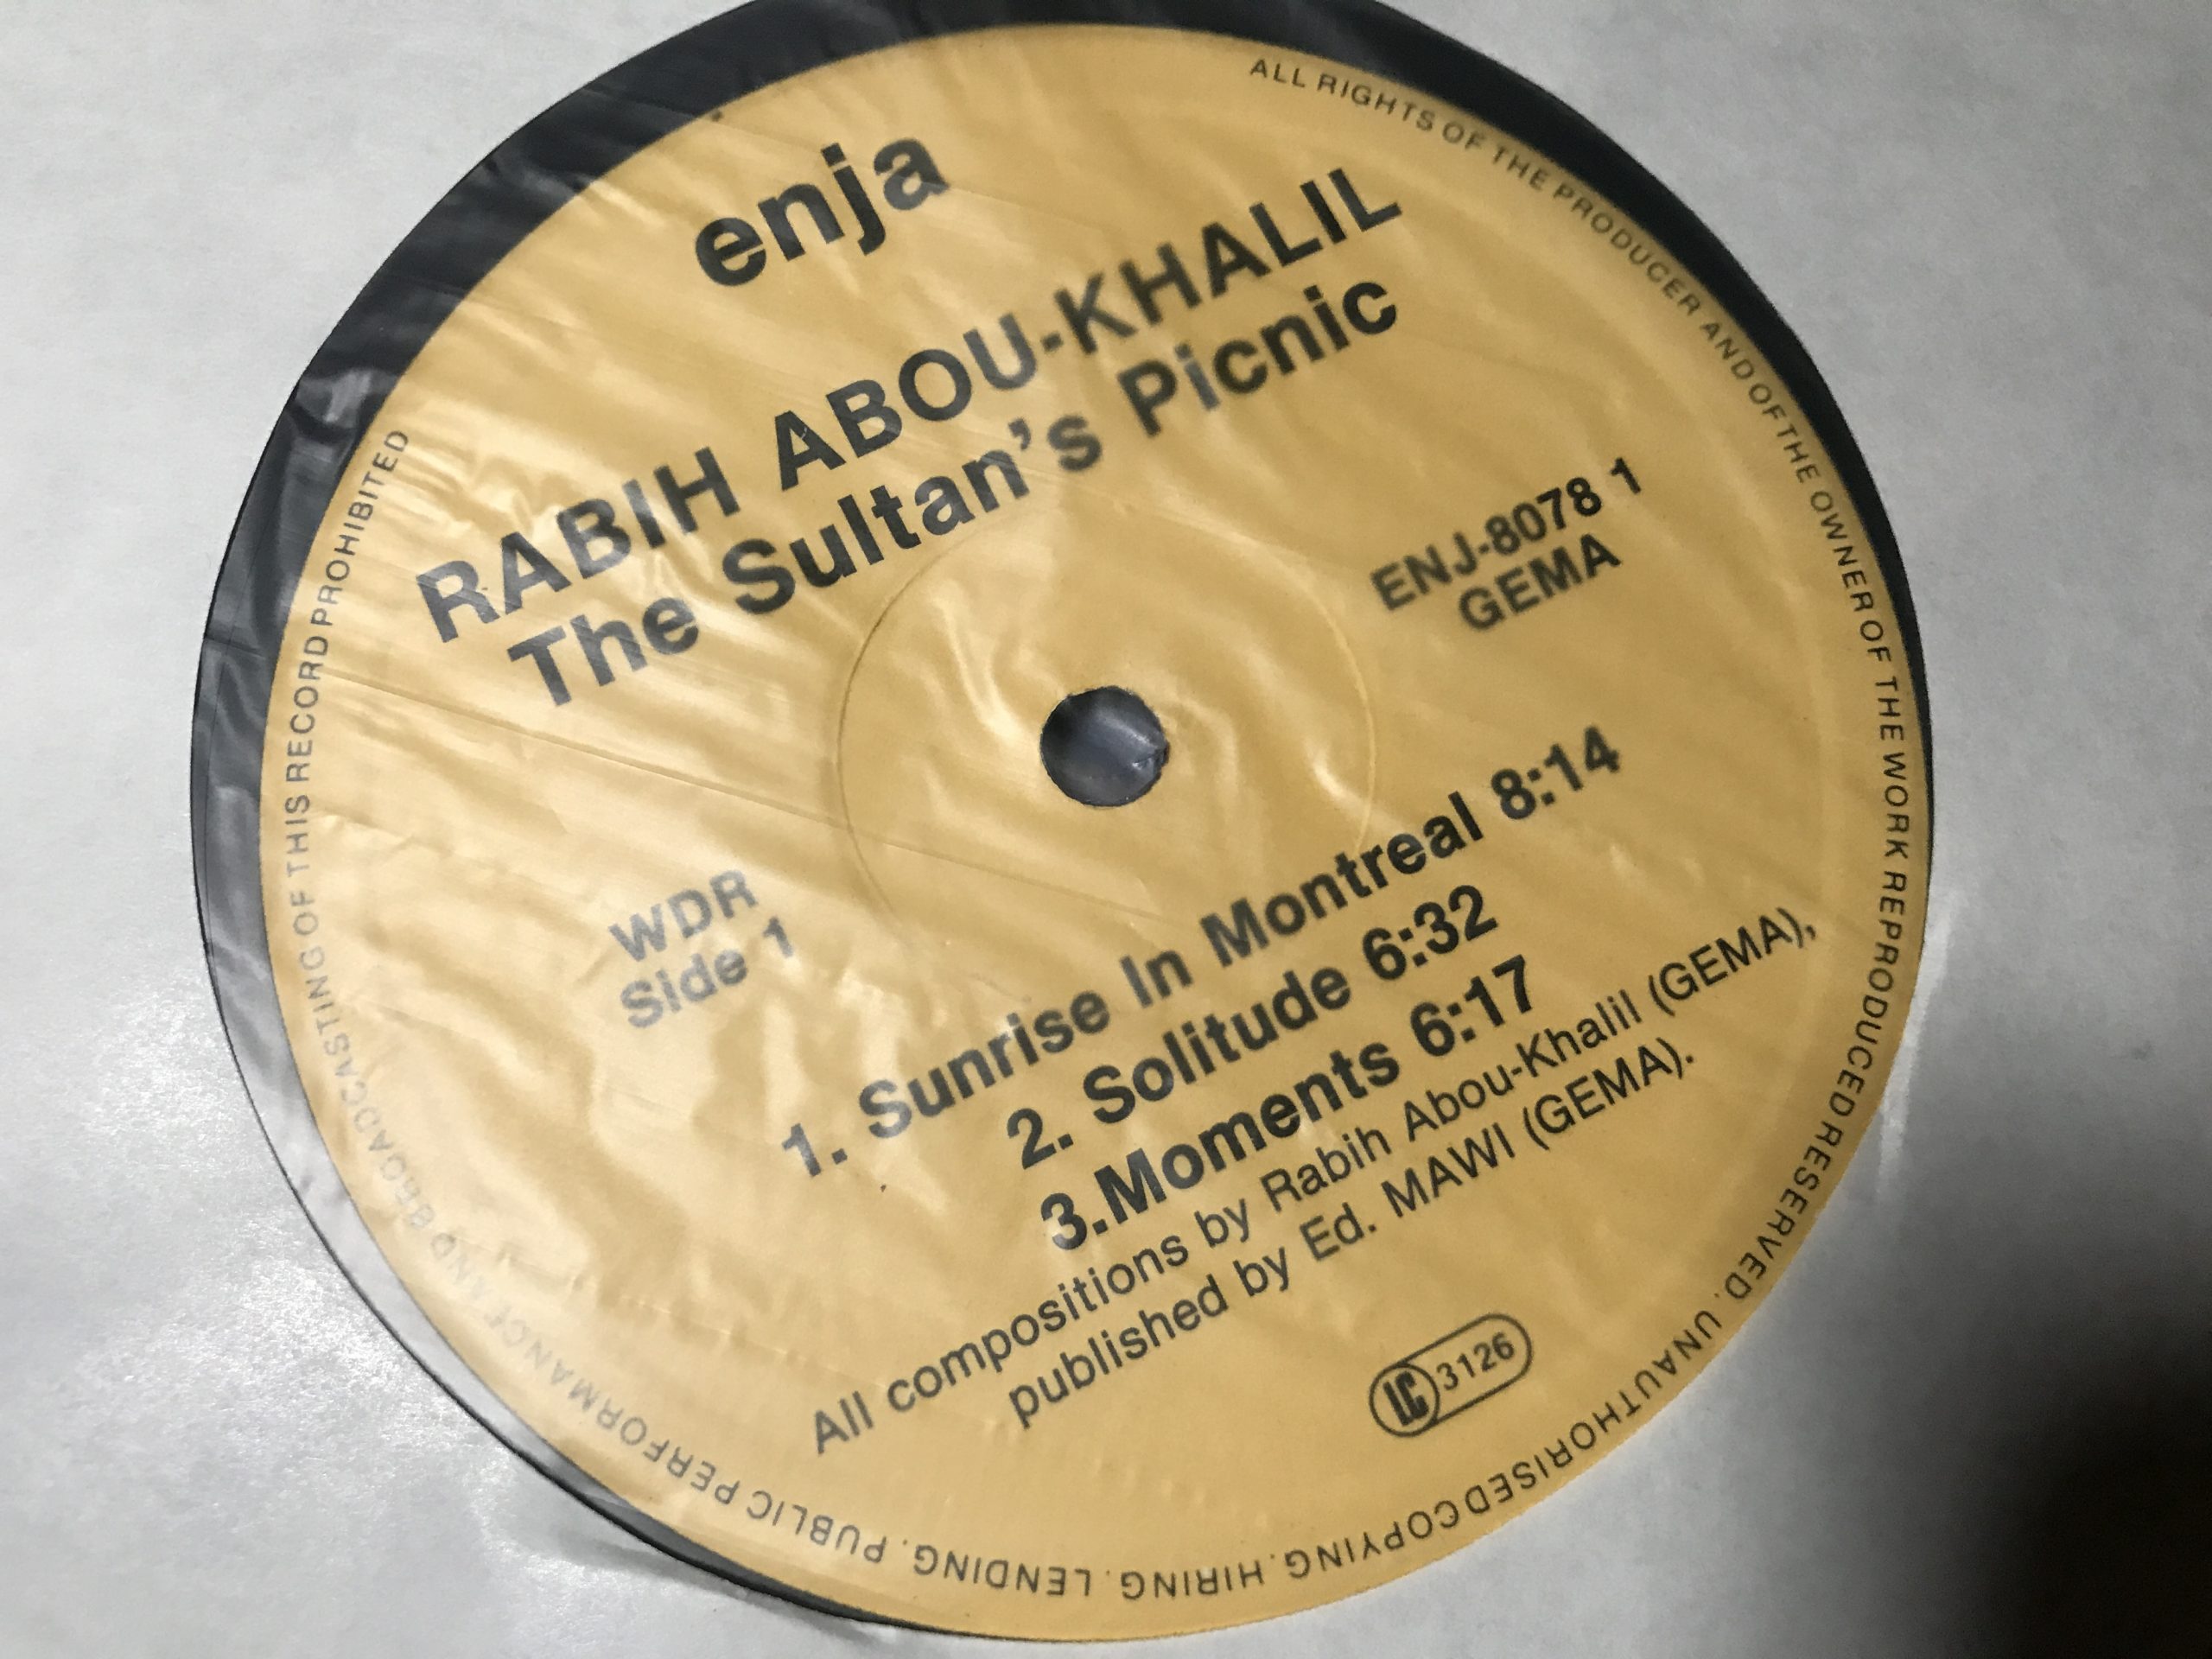 enja
RABIH ABOU-KHALIL
The Sultan's Picnic
ENJ-8078 1
GEMA
WDR
Side 1
1. Sunrise In Montreal 8:14
2. Solitude 6:32
3.Moments 6:17
All compositions by Rabih Abou-Khalil (GEMA),
published by Ed. MAWI (GEMA).
LC 3126
ALL RIGHTS OF THE PRODUCER AND OF THE OWNER OF THE WORK REPRODUCED RESERVED. UNAUTHORISED COPYING. HIRING. LENDING. PUBLIC PERFORMANCE AND BROADCASTING OF THIS RECORD PROHIBITED